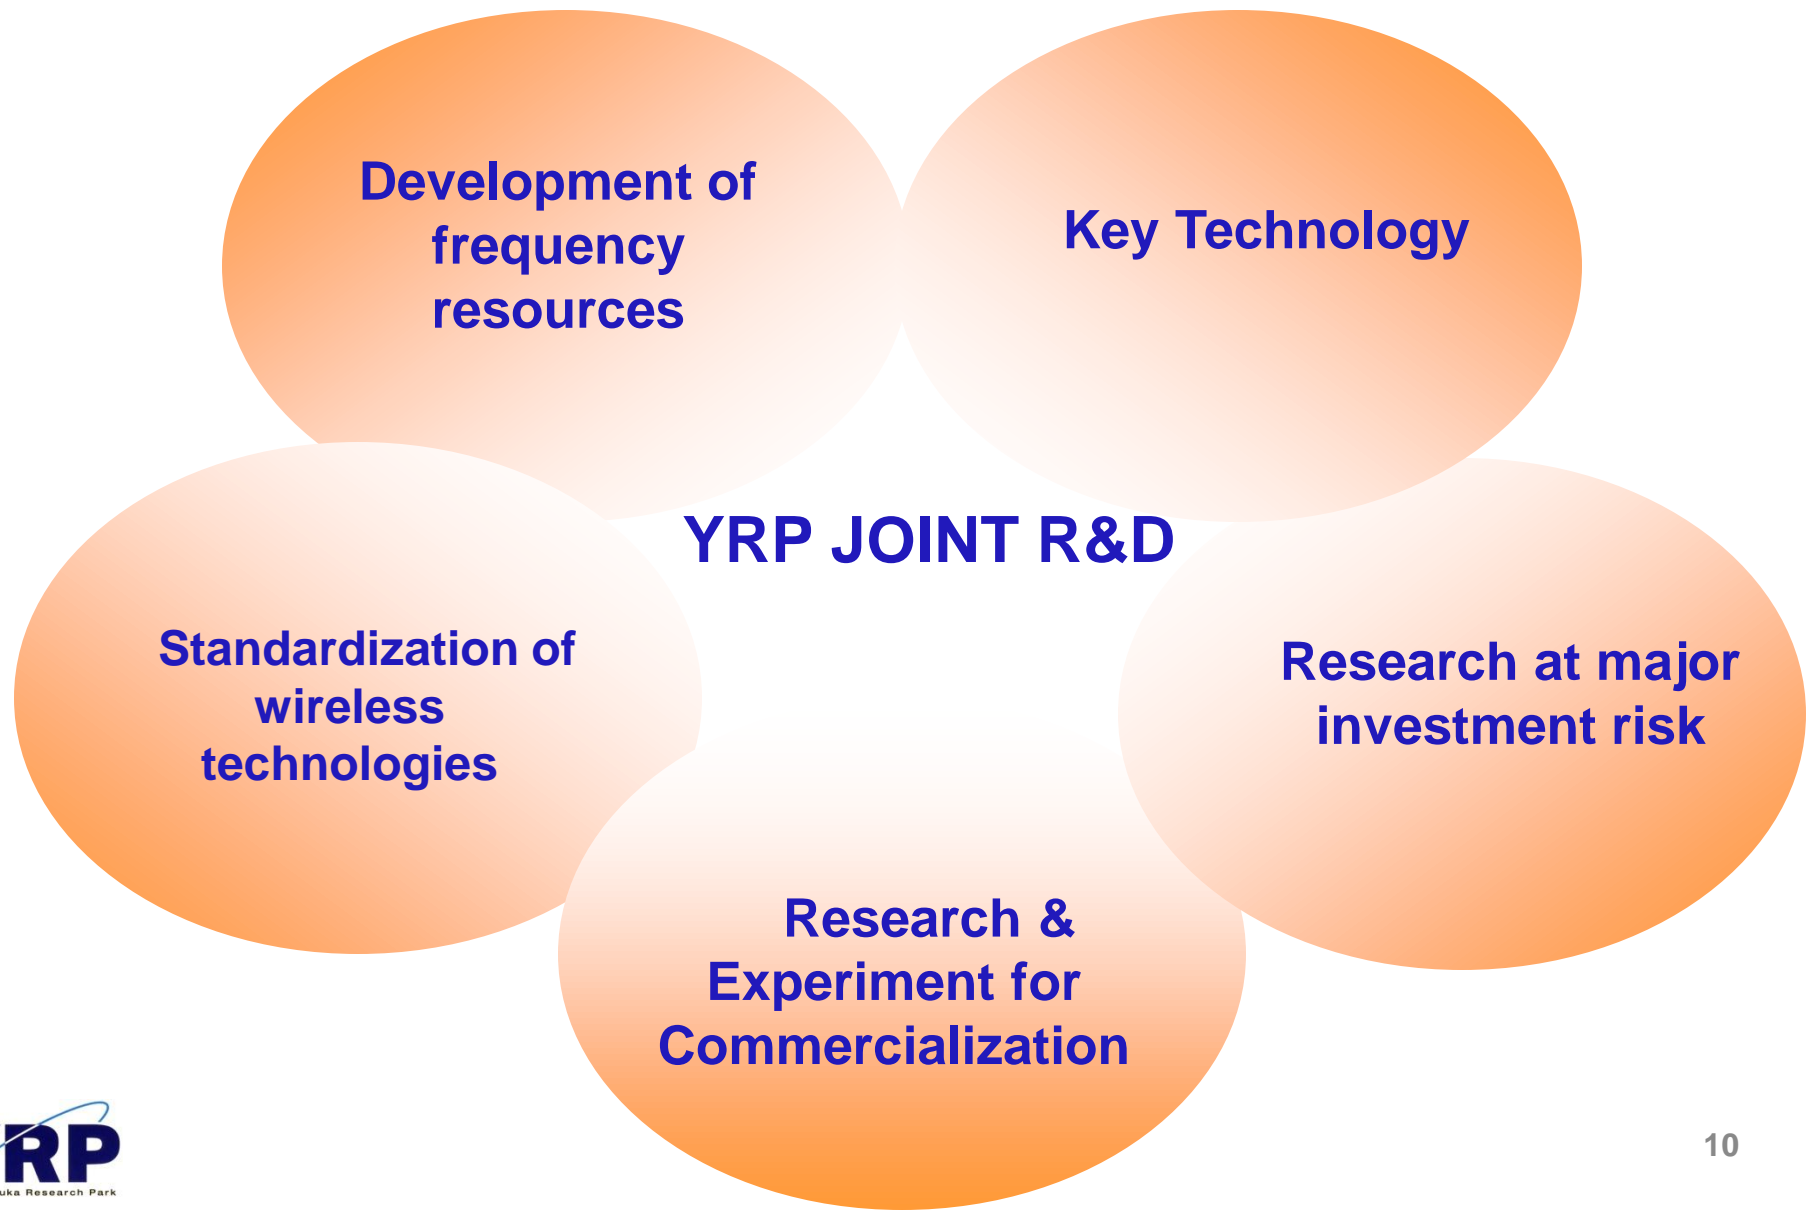 Development of
frequency
resources
Key Technology
YRP JOINT R&D
Standardization of
wireless
technologies
Research at major
investment risk
Research &
Experiment for
Commercialization
RP
uka Research Park
10